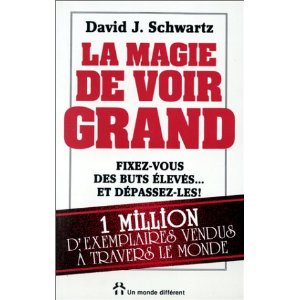 David J. Schwartz
LA MAGIE
DE VOIR
GRAND
FIXEZ-VOUS
DES BUTS ÉLEVÉS...
ET DÉPASSEZ-LES!
1 MILLION
D'EXEMPLAIRES VENDUS
À TRAVERS LE MONDE
Un monde différent